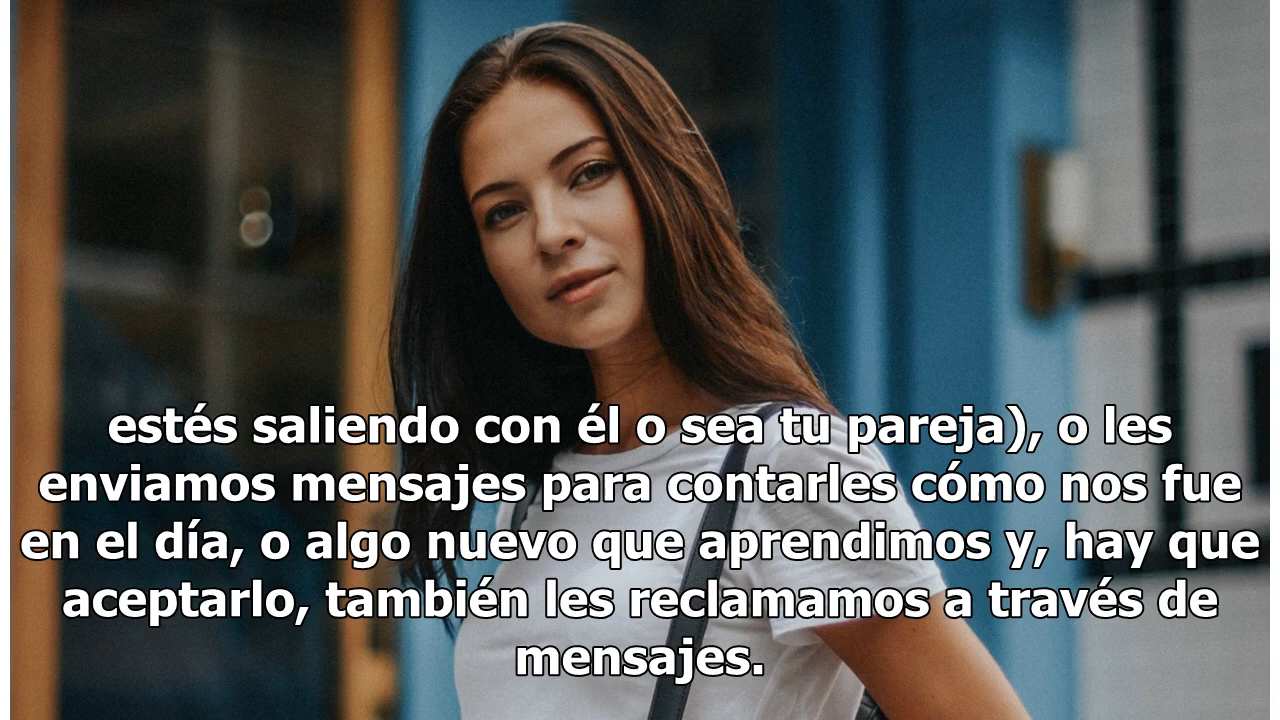 estés saliendo con él o sea tu pareja), o les
enviamos mensajes para contarles cómo nos fue
en el día, o algo nuevo que aprendimos y, hay que
aceptarlo, también les reclamamos a través de
mensajes.